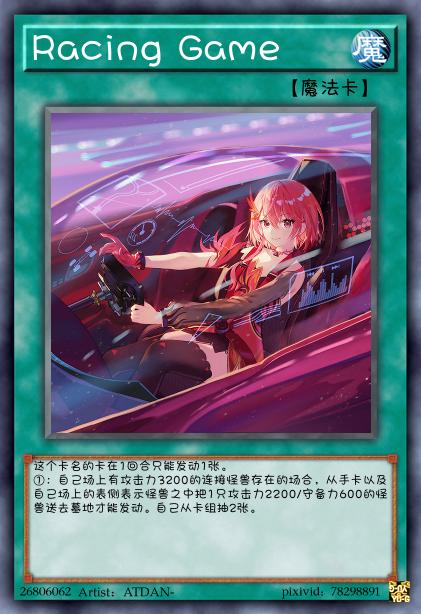 Racing Game
魔
【魔法卡】
这个卡名的卡在1回合只能发动1张。
①：自己场上有攻击力3200的连接怪兽存在的场合，从手卡以及
自己场上的表侧表示怪兽之中把1只攻击力2200/守备力600的怪
兽送去墓地才能发动。自己从卡组抽2张。
26806062 Artist： ATDAN- pixivid：78298891